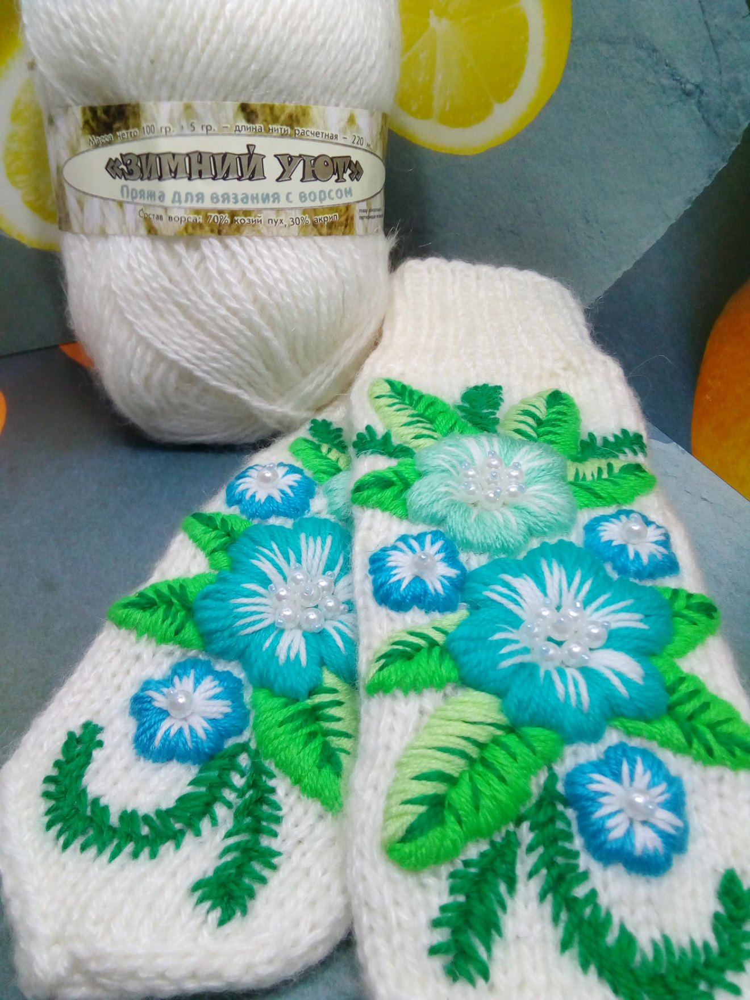 Масса нетто 100 гр. ± 5 гр. – длина нити расчетная – 220 м.
«ЗИМНИЙ УЮТ»
Пряжа для вязания с ворсом
Состав ворса: 70% козий пух, 30% акрил
товар